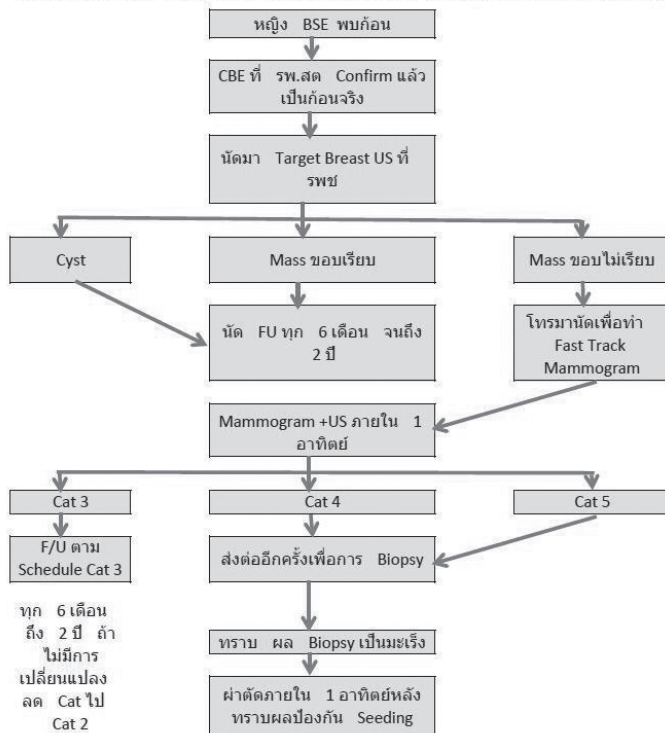 หญิง BSE พบก้อน
CBE ที่ รพ.สต Confirm แล้ว
เป็นก้อนจริง
นัดมา Target Breast US ที่
รพช
Cyst
Mass ขอบเรียบ
Mass ขอบไม่เรียบ
นัด FU ทุก 6 เดือน จนถึง
2 ปี
โทรมานัดเพื่อทำ
Fast Track
Mammogram
Mammogram +US ภายใน 1
อาทิตย์
Cat 3
Cat 4
Cat 5
F/U ตาม
Schedule Cat 3
ส่งต่ออีกครั้งเพื่อการ Biopsy
ทุก 6 เดือน
ถึง 2 ปี ถ้า
ไม่มีการ
เปลี่ยนแปลง
ลด Cat ไป
Cat 2
ทราบ ผล Biopsy เป็นมะเร็ง
ผ่าตัดภายใน 1 อาทิตย์หลัง
ทราบผลป้องกัน Seeding